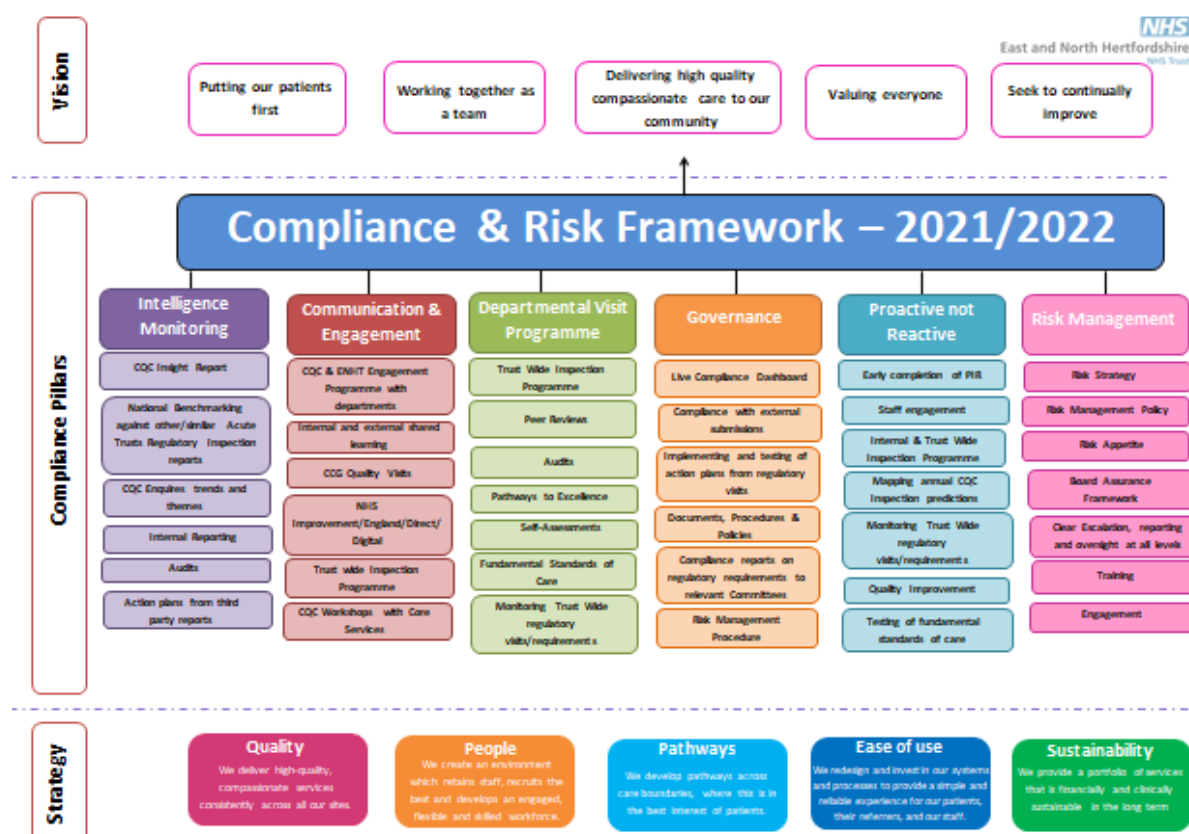 NHS
East and North Hertfordshire
NHS Trust
Vision
Putting our patients
first
Working together as
a team
Delivering high quality
compassionate care to our
community
Valuing everyone
Seek to continually
improve
Compliance Pillars
Compliance & Risk Framework – 2021/2022
Intelligence
Monitoring
CQC Insight Report
National Benchmarking
against other/similar Acute
Trusts Regulatory Inspection
reports
CQC Enquires trends and
themes
Internal Reporting
Audits
Action plans from third
party reports
Communication &
Engagement
CQC & ENHT Engagement
Programme with
departments
Internal and external shared
learning
CCG Quality Visits
NHS
Improvement/England/Direct/
Digital
Trust wide Inspection
Programme
CQC Workshops with Care
Services
Departmental Visit
Programme
Trust Wide Inspection
Programme
Peer Reviews
Audits
Pathways to Excellence
Self-Assessments
Fundamental Standards of
Care
Monitoring Trust Wide
regulatory
visits/requirements
Governance
Live Compliance Dashboard
Compliance with external
submissions
Implementing and testing of
action plans from regulatory
visits
Documents, Procedures &
Policies
Compliance reports on
regulatory requirements to
relevant Committees
Risk Management
Procedure
Proactive not
Reactive
Early completion of PIR
Staff engagement
Internal & Trust Wide
Inspection Programme
Mapping annual CQC
Inspection predictions
Monitoring Trust Wide
regulatory
visits/requirements
Quality Improvement
Testing of fundamental
standards of care
Risk Management
Risk Strategy
Risk Management Policy
Risk Appetite
Board Assurance
Framework
Clear Escalation, reporting
and oversight at all levels
Training
Engagement
Strategy
Quality
We deliver high-quality,
compassionate services
consistently across all our sites.
People
We create an environment
which retains staff, recruits the
best and develops an engaged,
flexible and skilled workforce.
Pathways
We develop pathways across
care boundaries, where this is in
the best interest of patients.
Ease of use
We redesign and invest in our systems
and processes to provide a simple and
reliable experience for our patients,
their referrers, and our staff.
Sustainability
We provide a portfolio of services
that is financially and clinically
sustainable in the long term